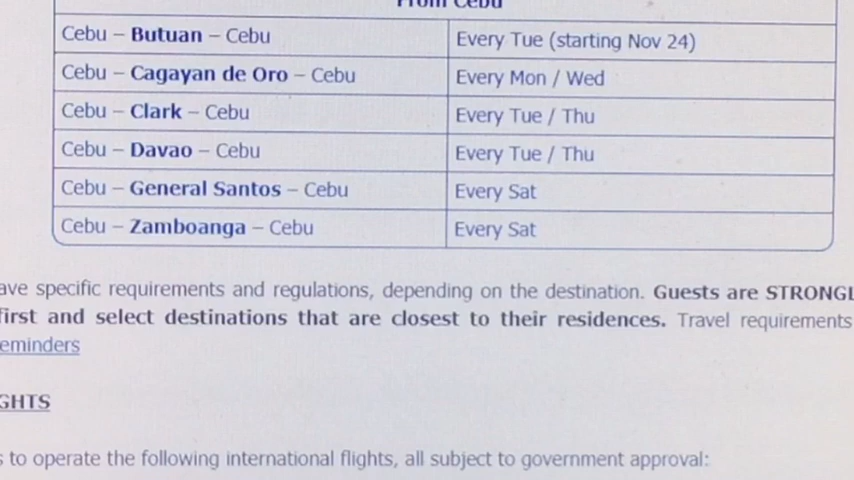 From Cebu
Cebu – Butuan – Cebu Every Tue (starting Nov 24)
Cebu – Cagayan de Oro – Cebu Every Mon / Wed
Cebu – Clark – Cebu Every Tue / Thu
Cebu – Davao – Cebu Every Tue / Thu
Cebu – General Santos – Cebu Every Sat
Cebu – Zamboanga – Cebu Every Sat
ave specific requirements and regulations, depending on the destination. Guests are STRONGL
first and select destinations that are closest to their residences. Travel requirements
eminders
GHTS
s to operate the following international flights, all subject to government approval: